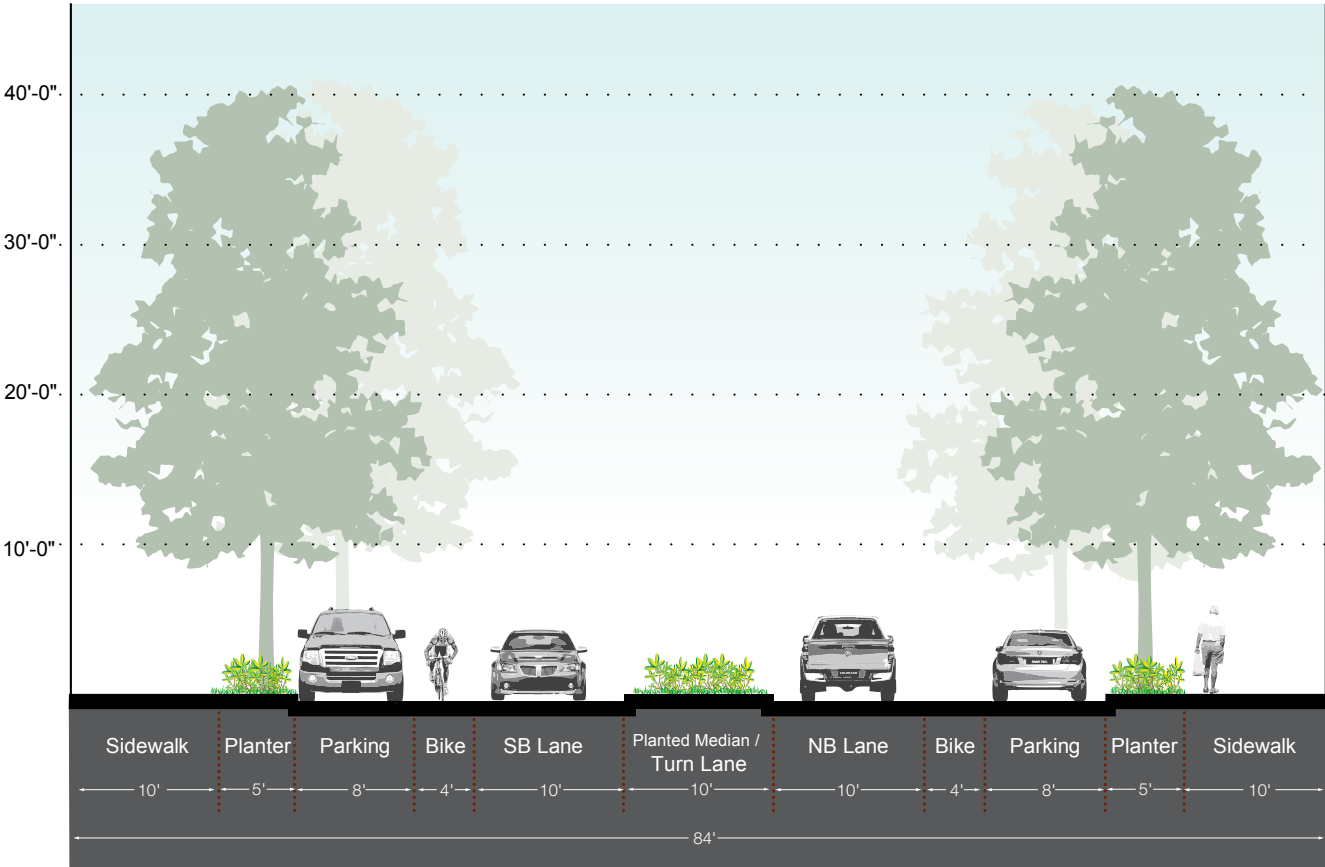 40'-0"
30'-0"
20'-0"
10'-0"
Sidewalk
Planter
Parking
Bike
SB Lane
Planted Median /
Turn Lane
NB Lane
Bike
Parking
Planter
Sidewalk
10'
5'
8'
4'
10'
10'
10'
4'
8'
5'
10'
84'